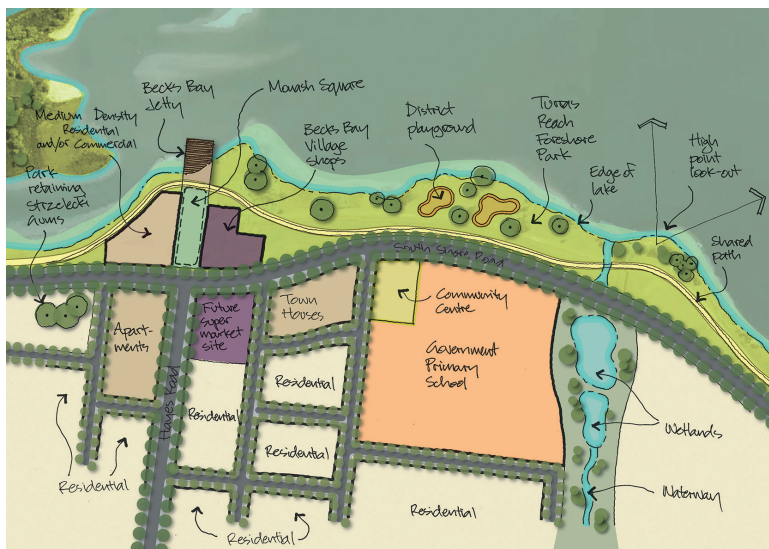 Becks Bay
Jetty
Monash Square
Medium Density
Residential
and/or Commercial
Becks Bay
Village
shops
District
playground
Turras
Reach
Foreshore
Park
Edge of
lake
High
point
look-out
Park
retaining
Strzelecki
Gums
Shared
path
South Shore Road
Community
Centre
Town
Houses
Future
super
market
site
Apart-
ments
Government
Primary
School
Hayes Road
Residential
Residential
Residential
Residential
Residential
Residential
Wetlands
Waterway